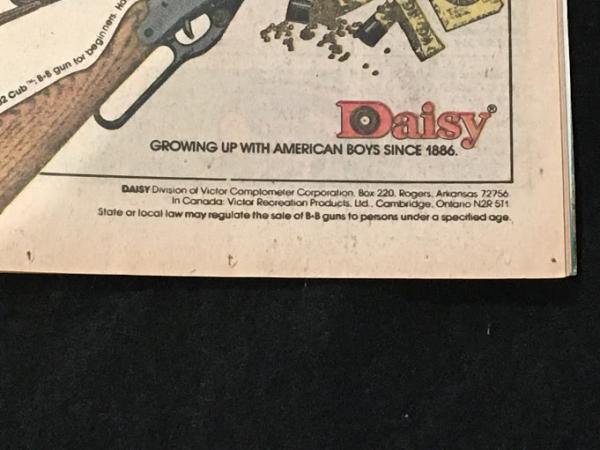 2 Cub™; B•B gun for beginners. Ho
Daisy®
GROWING UP WITH AMERICAN BOYS SINCE 1886.
DAISY Division of Victor Comptometer Corporation, Box 220, Rogers, Arkansas 72756
In Canada: Victor Recreation Products, Ltd., Cambridge, Ontario N2R 5T1
State or local law may regulate the sale of B•B guns to persons under a specified age.